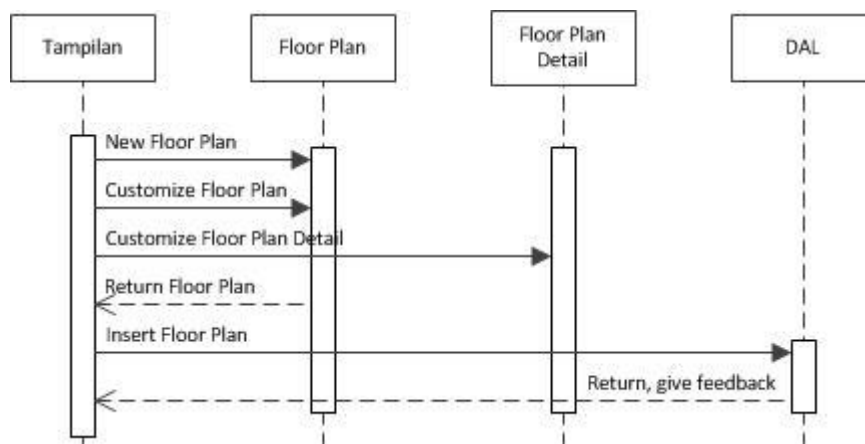 Tampilan
Floor Plan
Floor Plan
Detail
DAL
New Floor Plan
Customize Floor Plan
Customize Floor Plan Detail
Return Floor Plan
Insert Floor Plan
Return, give feedback